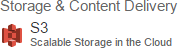 Storage & Content Delivery
S3
Scalable Storage in the Cloud